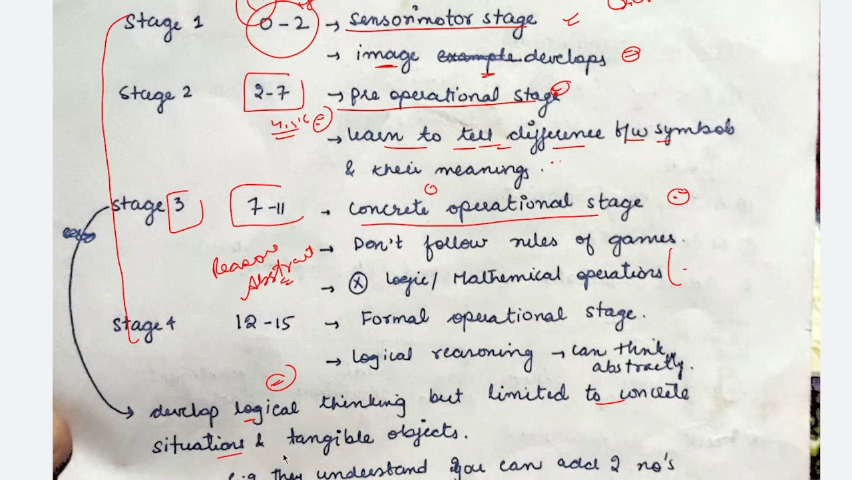 Stage 1 0-2 → sensorimotor stage
→ image example develops
Stage 2 2-7 → pre operational stage
→ learn to tell difference b/w symbols
& their meanings.
Stage 3 7-11 → concrete operational stage
Reason Abstract → Don't follow rules of games.
→ ⓧ logic/ Mathemical operations
Stage 4 12-15 → Formal operational stage.
→ Logical reasoning → can think abstractly.
→ develop logical thinking but limited to concrete
situations & tangible objects.
they understand you can add 2 no's